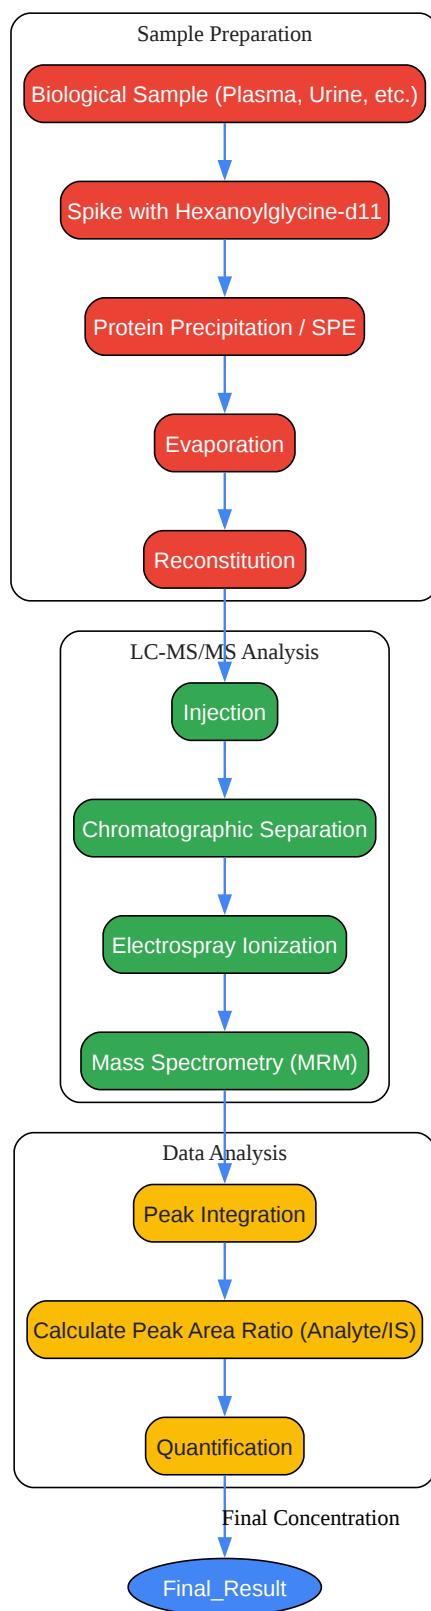 Sample Preparation
Biological Sample (Plasma, Urine, etc.)
Spike with Hexanoylglycine-d11
Protein Precipitation / SPE
Evaporation
Reconstitution
LC-MS/MS Analysis
Injection
Chromatographic Separation
Electrospray Ionization
Mass Spectrometry (MRM)
Data Analysis
Peak Integration
Calculate Peak Area Ratio (Analyte/IS)
Quantification
Final Concentration
Final_Result